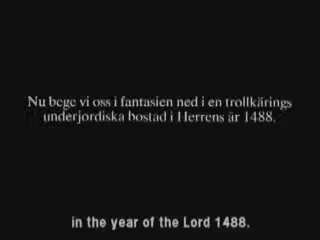 Nu bege vi oss i fantasien ned i en trollkärings
underjordiska bostad i Herrens år 1488.
in the year of the Lord 1488.